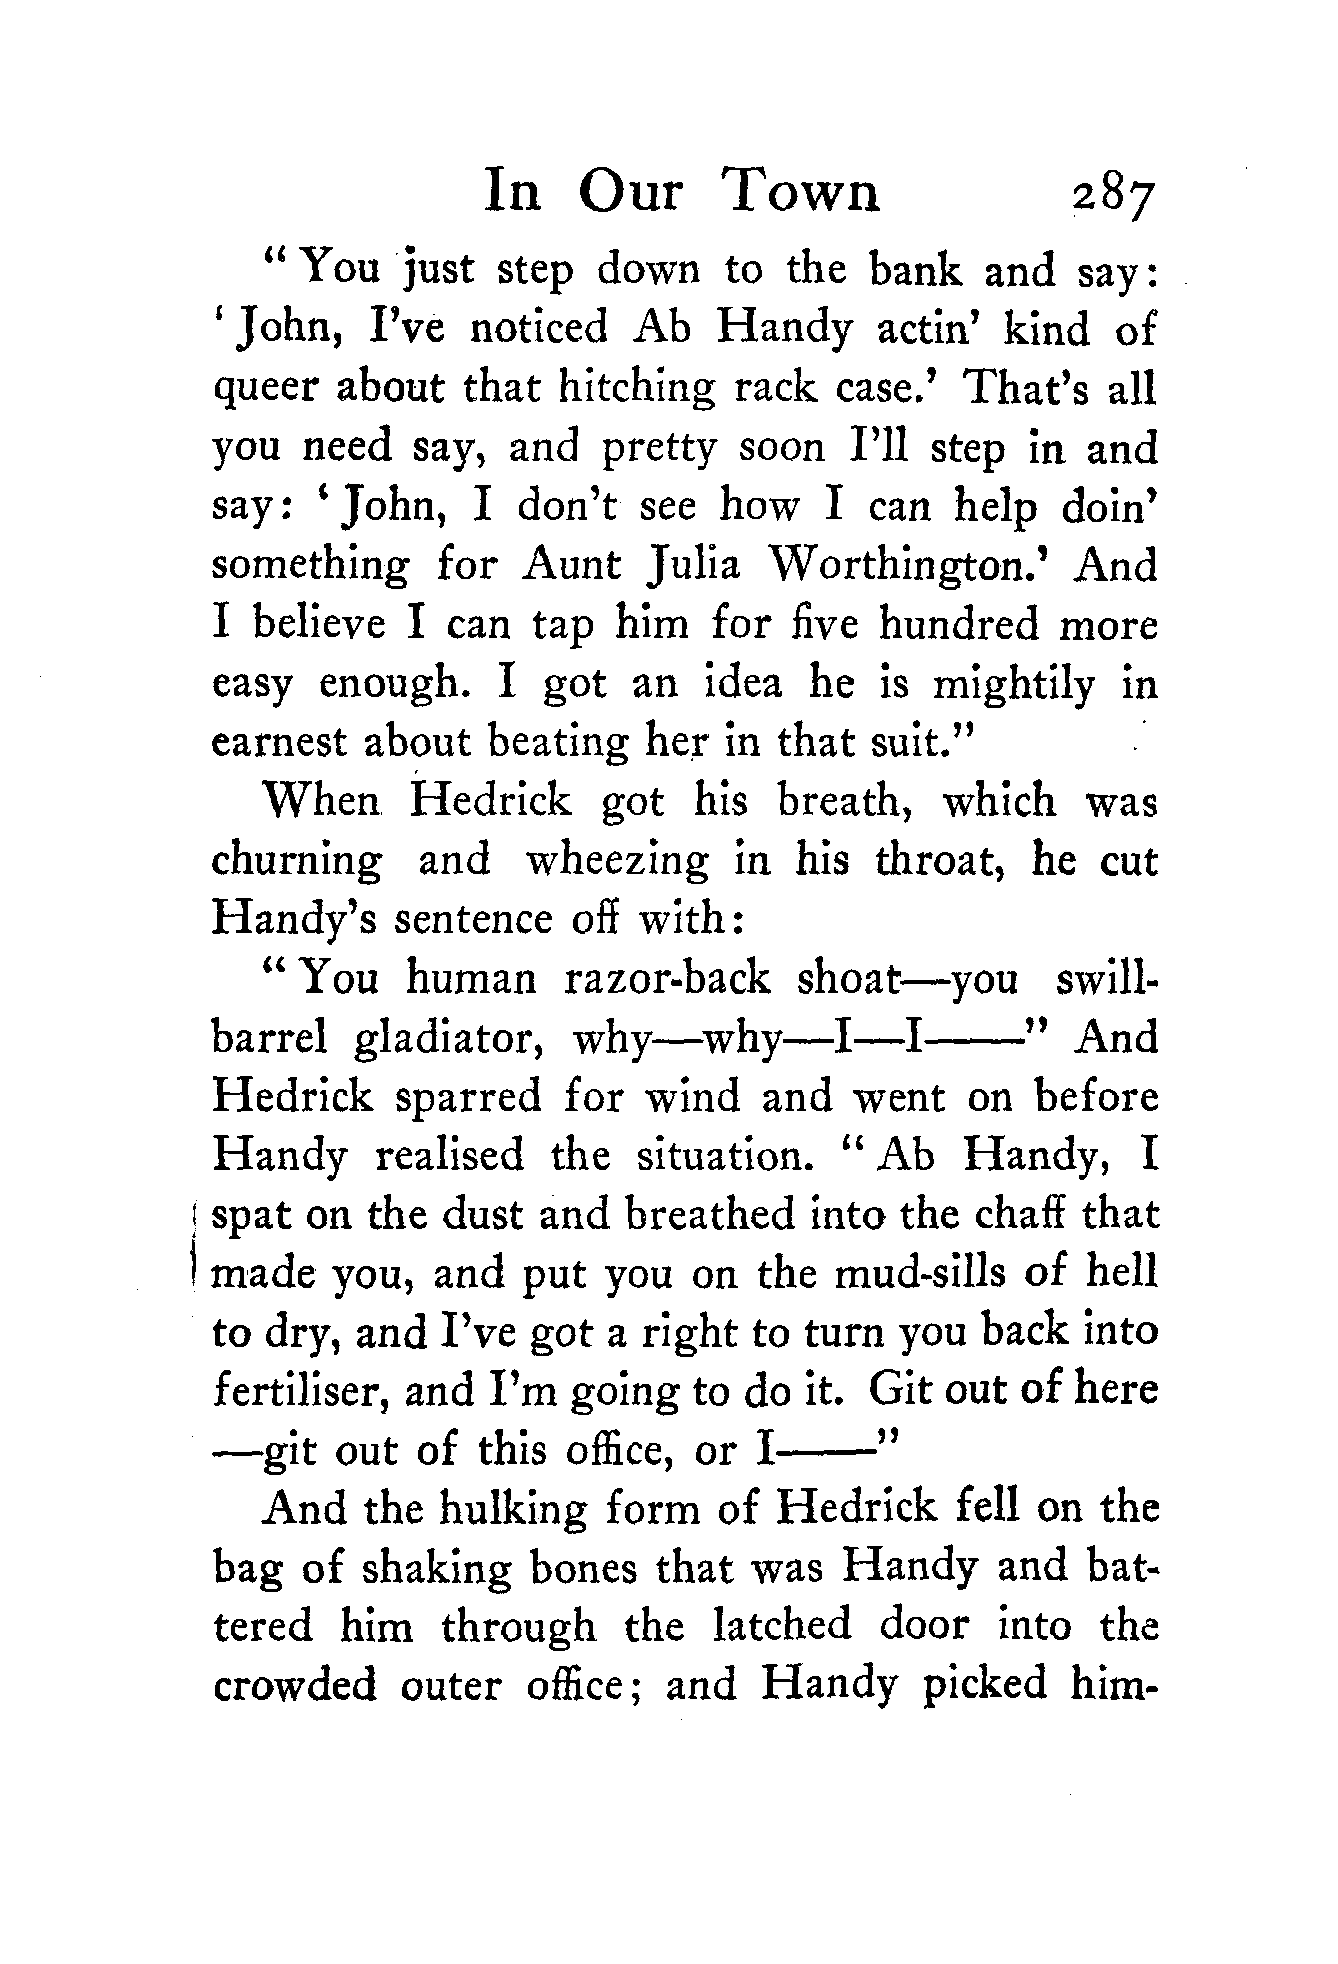 In Our Town 287
“ You just step down to the bank and say:
‘ John, I’ve noticed Ab Handy actin’ kind of
queer about that hitching rack case.’ That’s all
you need say, and pretty soon I’ll step in and
say: ‘ John, I don’t see how I can help doin’
something for Aunt Julia Worthington.’ And
I believe I can tap him for five hundred more
easy enough. I got an idea he is mightily in
earnest about beating her in that suit.”
When Hedrick got his breath, which was
churning and wheezing in his throat, he cut
Handy’s sentence off with:
“ You human razor-back shoat—you swill-
barrel gladiator, why—why—I—I——” And
Hedrick sparred for wind and went on before
Handy realised the situation. “ Ab Handy, I
spat on the dust and breathed into the chaff that
made you, and put you on the mud-sills of hell
to dry, and I’ve got a right to turn you back into
fertiliser, and I’m going to do it. Git out of here
—git out of this office, or I——”
And the hulking form of Hedrick fell on the
bag of shaking bones that was Handy and bat-
tered him through the latched door into the
crowded outer office; and Handy picked him-